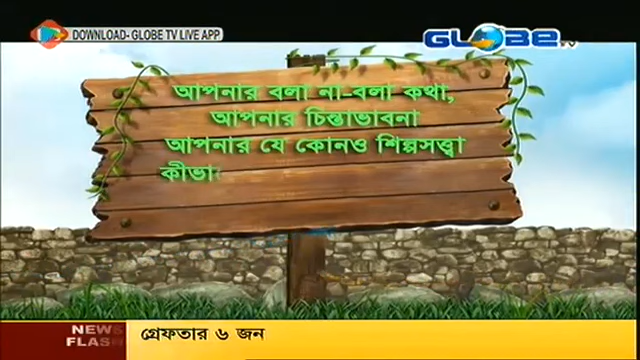 DOWNLOAD- GLOBE TV LIVE APP
GLOBE TV
আপনার বলা না-বলা কথা,
আপনার চিন্তাভাবনা
আপনার যে কোনও শিল্পসত্ত্বা
কীভা
NEWS
FLASH
গ্রেফতার ৬ জন